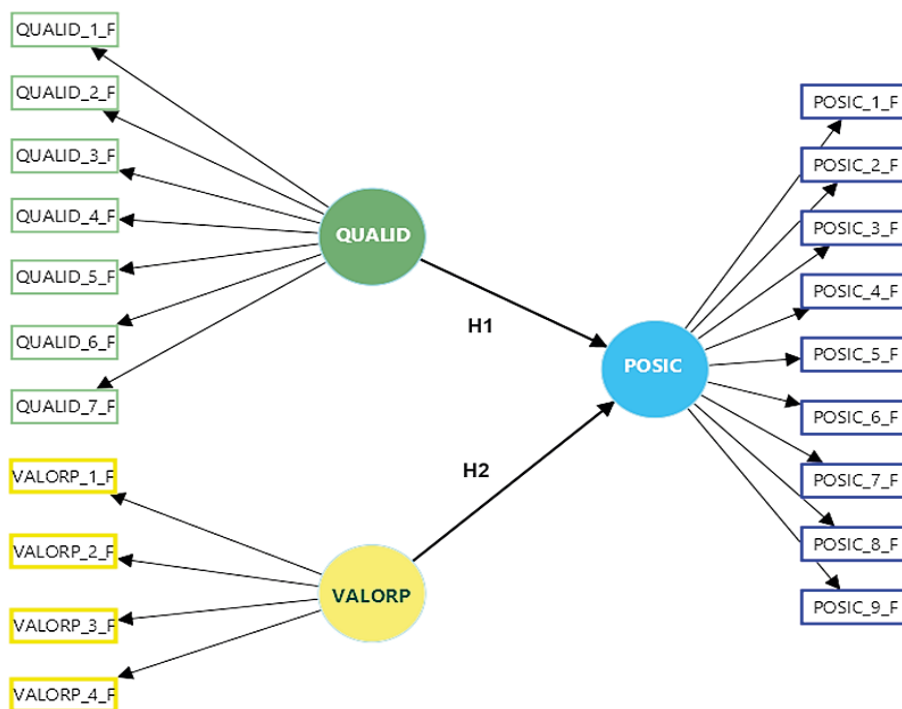 QUALID_1_F
QUALID_2_F
QUALID_3_F
QUALID_4_F
QUALID_5_F
QUALID_6_F
QUALID_7_F
VALORP_1_F
VALORP_2_F
VALORP_3_F
VALORP_4_F
QUALID
VALORP
H1
H2
POSIC
POSIC_1_F
POSIC_2_F
POSIC_3_F
POSIC_4_F
POSIC_5_F
POSIC_6_F
POSIC_7_F
POSIC_8_F
POSIC_9_F